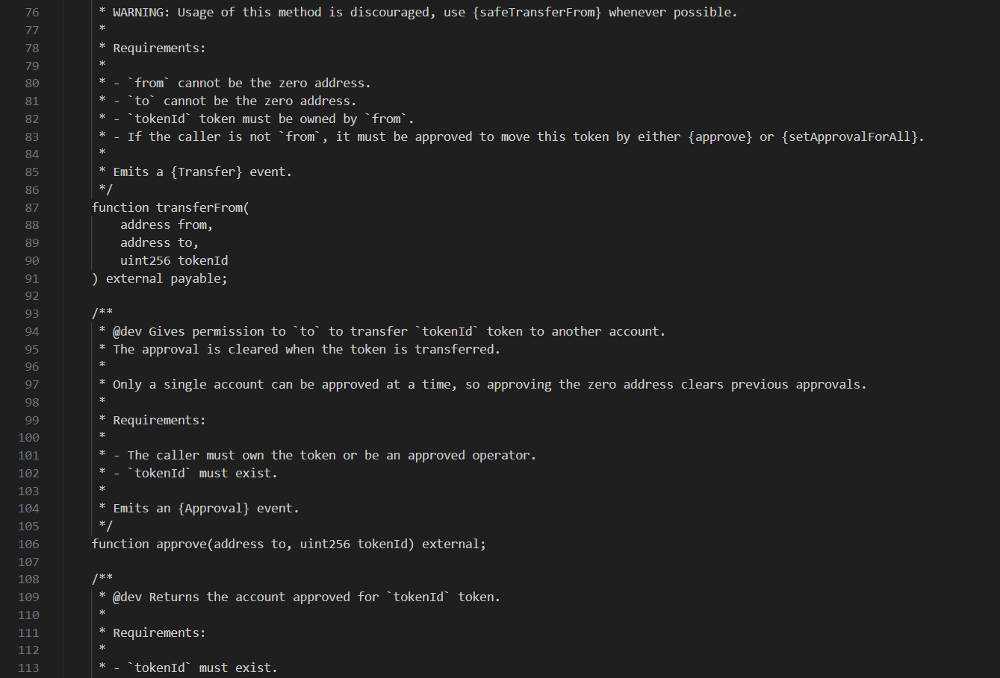 76 * WARNING: Usage of this method is discouraged, use {safeTransferFrom} whenever possible.
77 *
78 * Requirements:
79 *
80 * - `from` cannot be the zero address.
81 * - `to` cannot be the zero address.
82 * - `tokenId` token must be owned by `from`.
83 * - If the caller is not `from`, it must be approved to move this token by either {approve} or {setApprovalForAll}.
84 *
85 * Emits a {Transfer} event.
86 */
87 function transferFrom(
88 address from,
89 address to,
90 uint256 tokenId
91 ) external payable;
92
93 /**
94 * @dev Gives permission to `to` to transfer `tokenId` token to another account.
95 * The approval is cleared when the token is transferred.
96 *
97 * Only a single account can be approved at a time, so approving the zero address clears previous approvals.
98 *
99 * Requirements:
100 *
101 * - The caller must own the token or be an approved operator.
102 * - `tokenId` must exist.
103 *
104 * Emits an {Approval} event.
105 */
106 function approve(address to, uint256 tokenId) external;
107
108 /**
109 * @dev Returns the account approved for `tokenId` token.
110 *
111 * Requirements:
112 *
113 * - `tokenId` must exist.